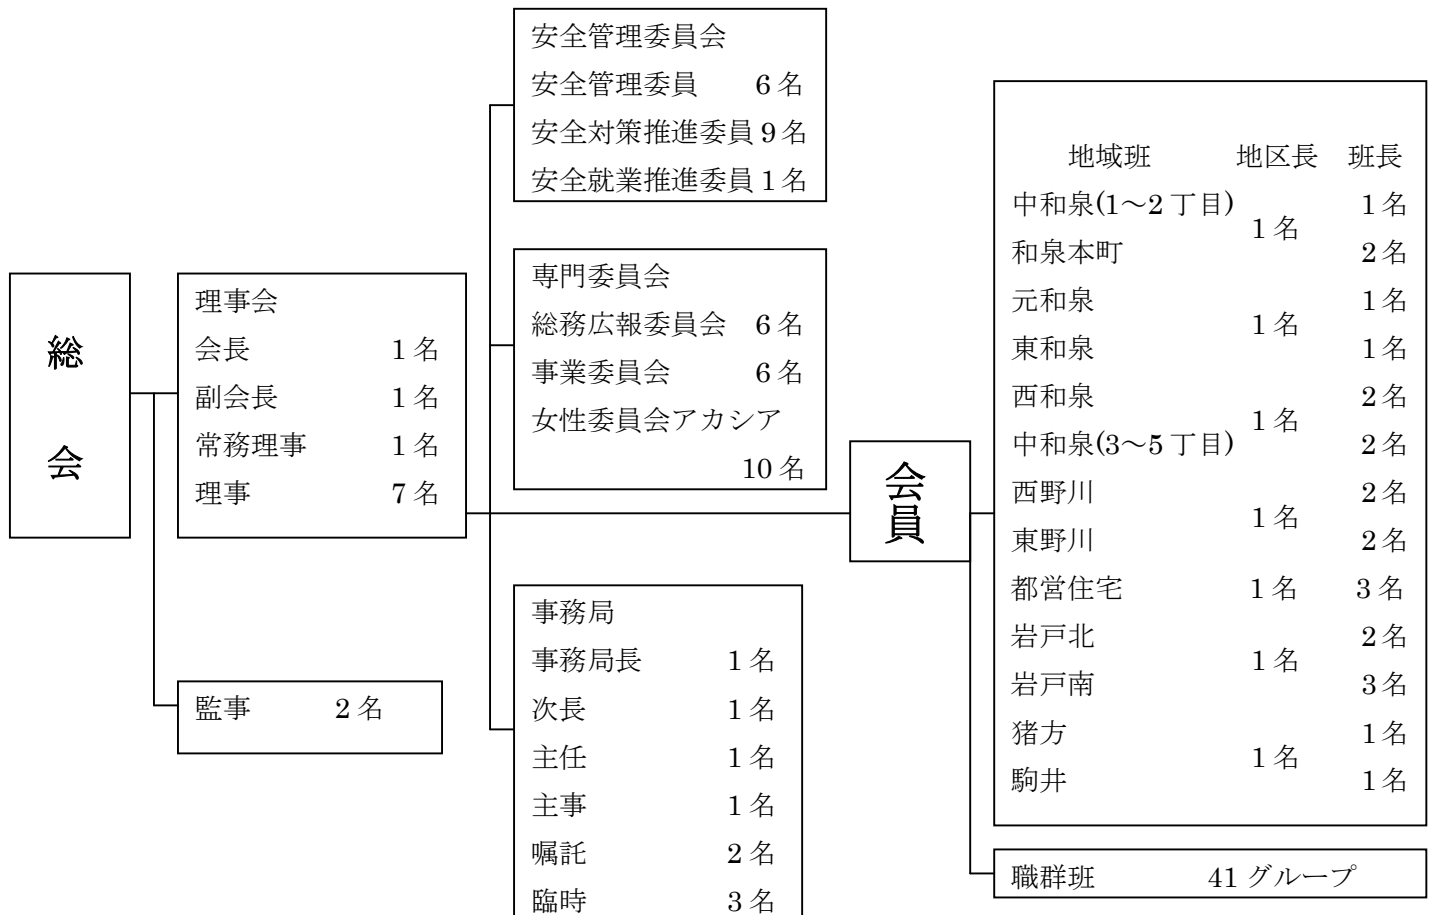 総
会
理事会
会長 1名
副会長 1名
常務理事 1名
理事 7名
監事 2名
安全管理委員会
安全管理委員 6名
安全対策推進委員 9名
安全就業推進委員 1名
専門委員会
総務広報委員会 6名
事業委員会 6名
女性委員会アカシア
10名
事務局
事務局長 1名
次長 1名
主任 1名
主事 1名
嘱託 2名
臨時 3名
会
員
地域班 地区長 班長
中和泉(1～2丁目) 1名
1名
和泉本町 2名
元和泉 1名
1名
東和泉 1名
西和泉 2名
1名
中和泉(3～5丁目) 2名
西野川 2名
1名
東野川 2名
都営住宅 1名 3名
岩戸北 2名
1名
岩戸南 3名
猪方 1名
1名
駒井 1名
職群班 41グループ